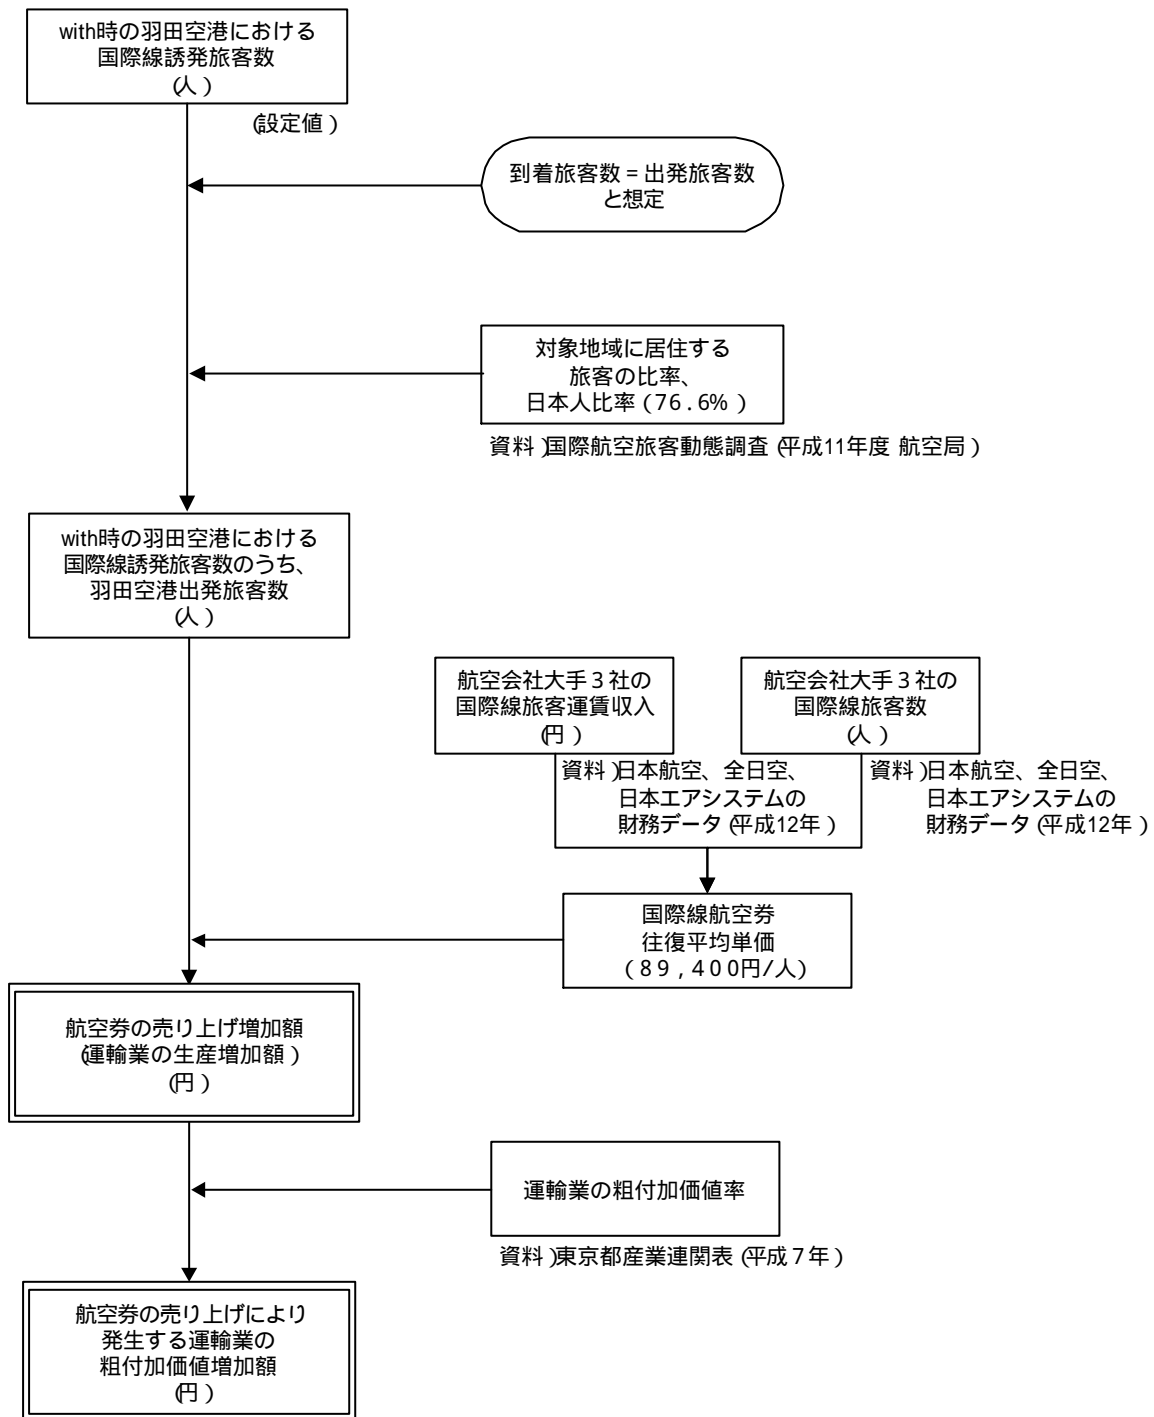 with時の羽田空港における
国際線誘発旅客数
(人)
(設定値)
到着旅客数=出発旅客数
と想定
対象地域に居住する
旅客の比率、
日本人比率(76.6%)
資料)国際航空旅客動態調査(平成11年度 航空局)
with時の羽田空港における
国際線誘発旅客数のうち、
羽田空港出発旅客数
(人)
航空会社大手3社の
国際線旅客運賃収入
(円)
資料)日本航空、全日空、
日本エアシステムの
財務データ(平成12年)
航空会社大手3社の
国際線旅客数
(人)
資料)日本航空、全日空、
日本エアシステムの
財務データ(平成12年)
国際線航空券
往復平均単価
(89,400円/人)
航空券の売り上げ増加額
(運輸業の生産増加額)
(円)
運輸業の粗付加価値率
資料)東京都産業連関表(平成7年)
航空券の売り上げにより
発生する運輸業の
粗付加価値増加額
(円)